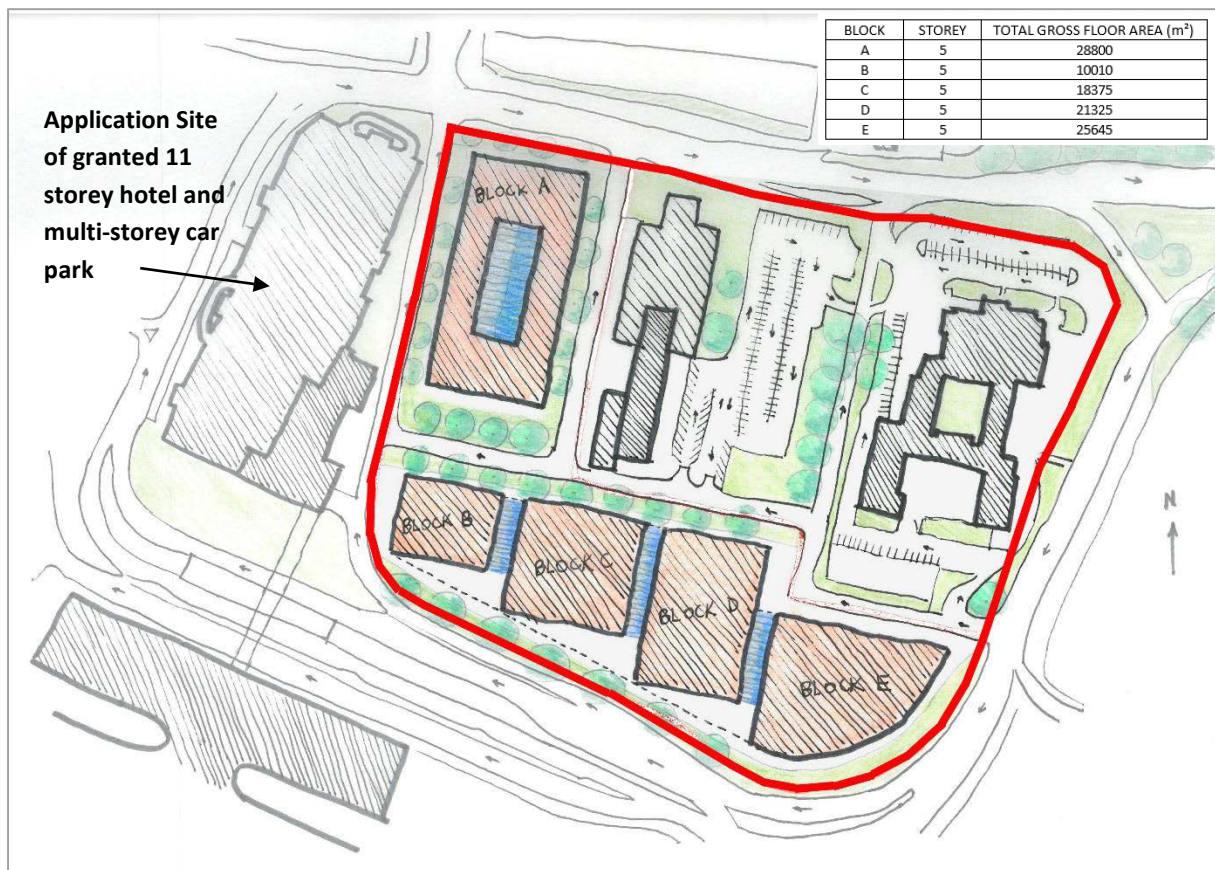 BLOCK STOREY TOTAL GROSS FLOOR AREA (m²)
A 5 28800
B 5 10010
C 5 18375
D 5 21325
E 5 25645
Application Site
of granted 11
storey hotel and
multi-storey car
park
BLOCK A
BLOCK B
BLOCK C
BLOCK D
BLOCK E
N